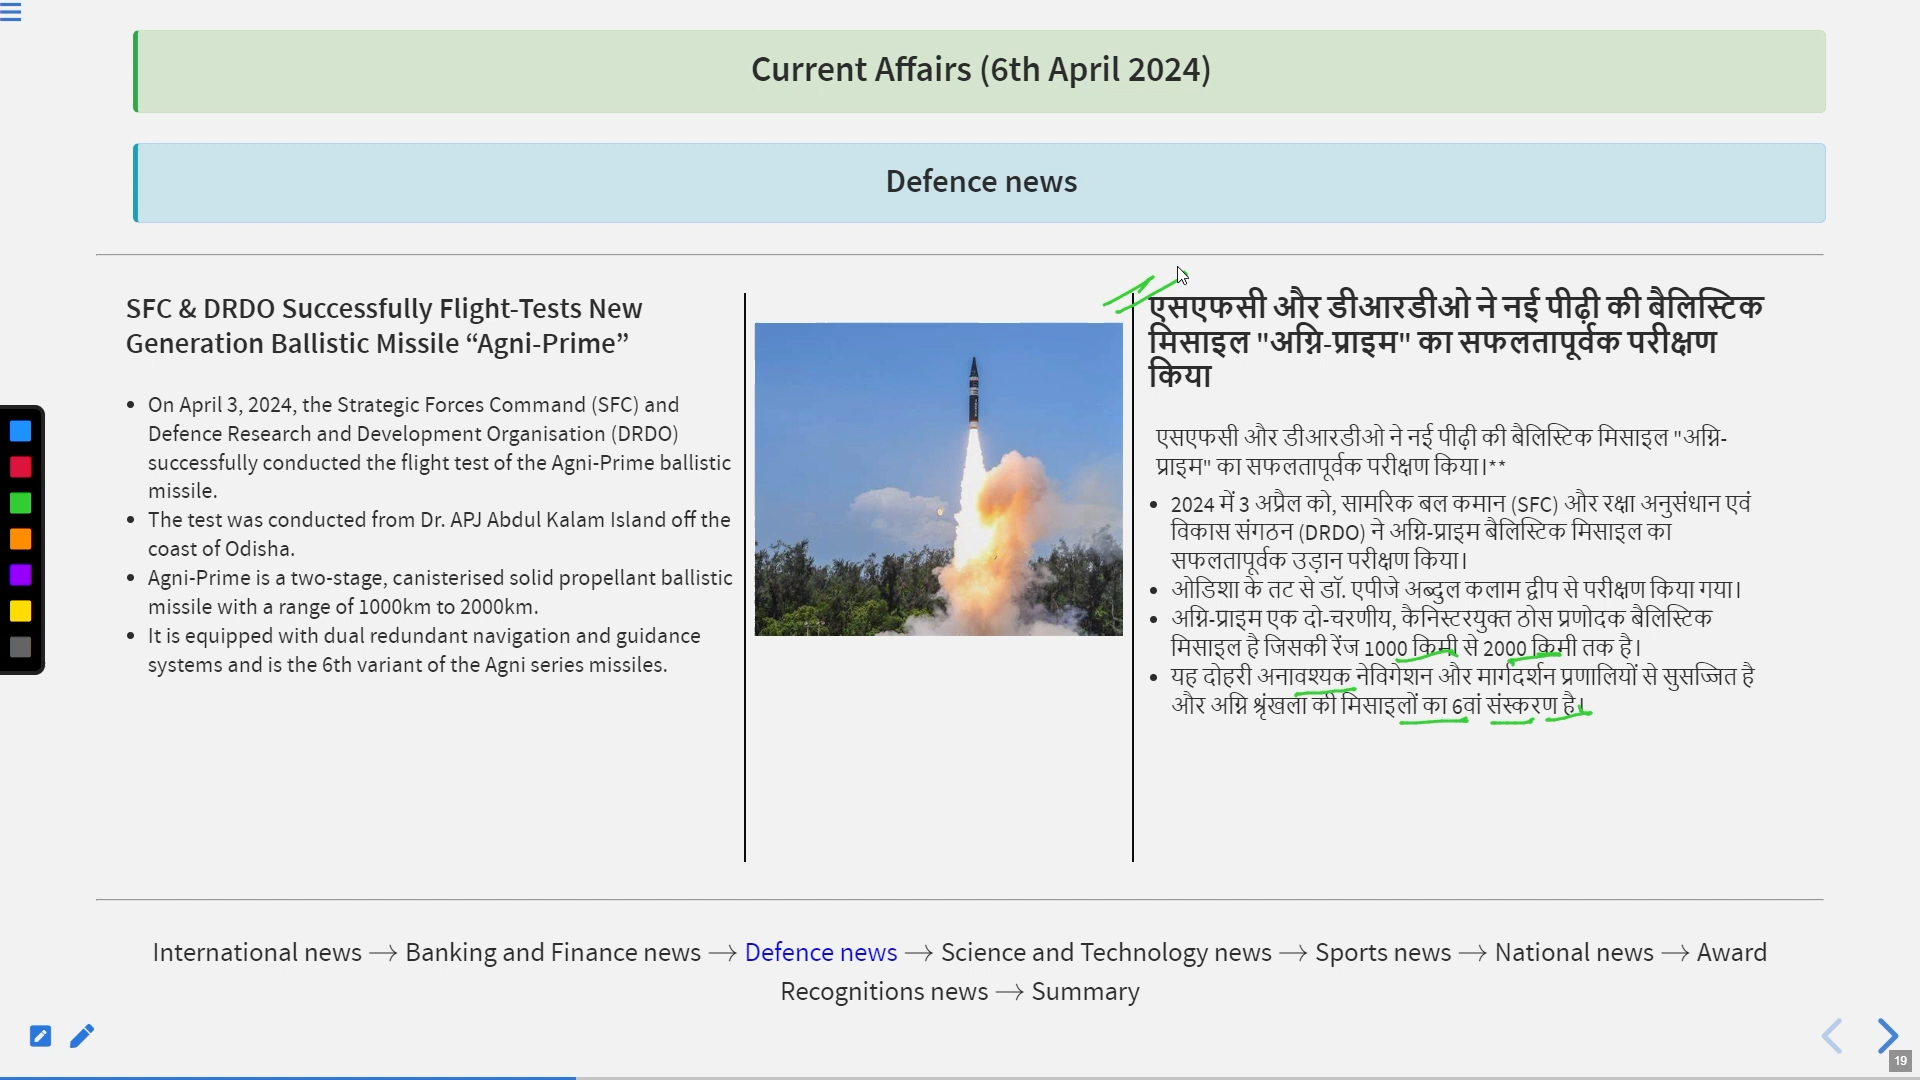 Current Affairs (6th April 2024)
Defence news
SFC & DRDO Successfully Flight-Tests New
Generation Ballistic Missile “Agni-Prime”
• On April 3, 2024, the Strategic Forces Command (SFC) and
Defence Research and Development Organisation (DRDO)
successfully conducted the flight test of the Agni-Prime ballistic
missile.
• The test was conducted from Dr. APJ Abdul Kalam Island off the
coast of Odisha.
• Agni-Prime is a two-stage, canisterised solid propellant ballistic
missile with a range of 1000km to 2000km.
• It is equipped with dual redundant navigation and guidance
systems and is the 6th variant of the Agni series missiles.
एसएफसी और डीआरडीओ ने नई पीढ़ी की बैलिस्टिक
मिसाइल "अग्नि-प्राइम" का सफलतापूर्वक परीक्षण
किया
एसएफसी और डीआरडीओ ने नई पीढ़ी की बैलिस्टिक मिसाइल "अग्नि-
प्राइम" का सफलतापूर्वक परीक्षण किया।**
• 2024 में 3 अप्रैल को, सामरिक बल कमान (SFC) और रक्षा अनुसंधान एवं
विकास संगठन (DRDO) ने अग्नि-प्राइम बैलिस्टिक मिसाइल का
सफलतापूर्वक उड़ान परीक्षण किया।
• ओडिशा के तट से डॉ. एपीजे अब्दुल कलाम द्वीप से परीक्षण किया गया।
• अग्नि-प्राइम एक दो-चरणीय, कैनिस्टरयुक्त ठोस प्रणोदक बैलिस्टिक
मिसाइल है जिसकी रेंज 1000 किमी से 2000 किमी तक है।
• यह दोहरी अनावश्यक नेविगेशन और मार्गदर्शन प्रणालियों से सुसज्जित है
और अग्नि श्रृंखला की मिसाइलों का 6वां संस्करण है।
International news → Banking and Finance news → Defence news → Science and Technology news → Sports news → National news → Award
Recognitions news → Summary
19